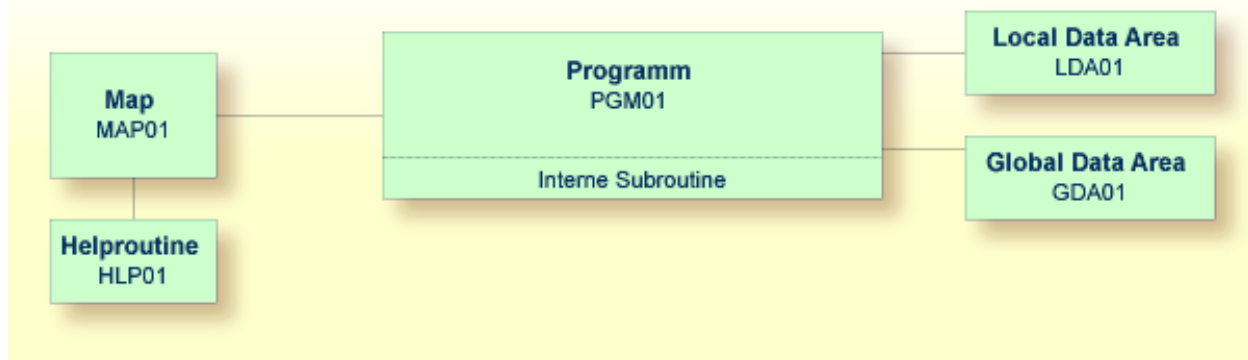 Map
MAP01
Helproutine
HLP01
Programm
PGM01
Interne Subroutine
Local Data Area
LDA01
Global Data Area
GDA01